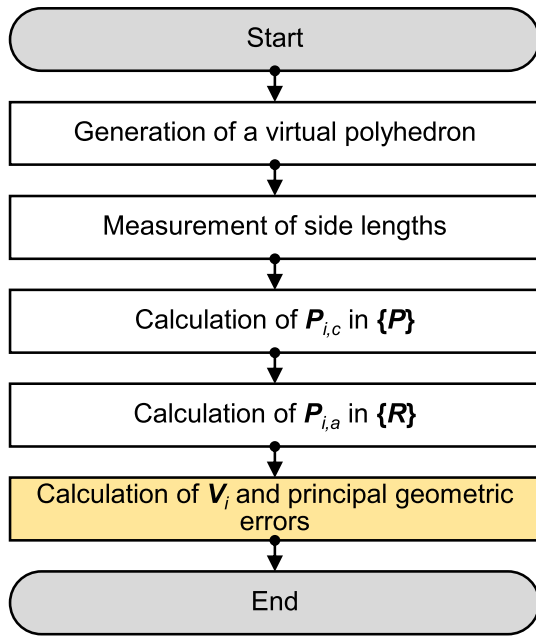 Start
Generation of a virtual polyhedron
Measurement of side lengths
Calculation of P_{i,c} in {P}
Calculation of P_{i,a} in {R}
Calculation of V_i and principal geometric
errors
End